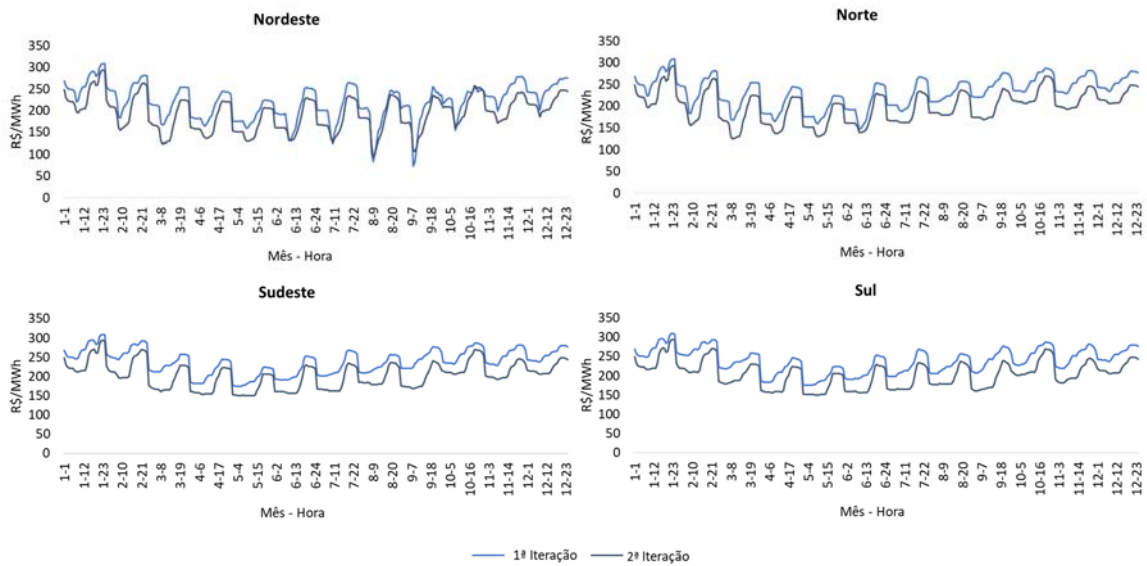 Nordeste
350
300
250
200
150
100
50
0
R$/MWh
1-1 1-12 1-23 2-10 2-21 3-8 3-19 4-6 4-17 5-4 5-15 6-2 6-13 6-24 7-11 7-22 8-9 8-20 9-7 9-18 10-5 10-16 11-3 11-14 12-1 12-12 12-23
Mês - Hora
Norte
350
300
250
200
150
100
50
0
R$/MWh
1-1 1-12 1-23 2-10 2-21 3-8 3-19 4-6 4-17 5-4 5-15 6-2 6-13 6-24 7-11 7-22 8-9 8-20 9-7 9-18 10-5 10-16 11-3 11-14 12-1 12-12 12-23
Mês - Hora
Sudeste
350
300
250
200
150
100
50
0
R$/MWh
1-1 1-12 1-23 2-10 2-21 3-8 3-19 4-6 4-17 5-4 5-15 6-2 6-13 6-24 7-11 7-22 8-9 8-20 9-7 9-18 10-5 10-16 11-3 11-14 12-1 12-12 12-23
Mês - Hora
Sul
350
300
250
200
150
100
50
0
R$/MWh
1-1 1-12 1-23 2-10 2-21 3-8 3-19 4-6 4-17 5-4 5-15 6-2 6-13 6-24 7-11 7-22 8-9 8-20 9-7 9-18 10-5 10-16 11-3 11-14 12-1 12-12 12-23
Mês - Hora
1ª Iteração 2ª Iteração